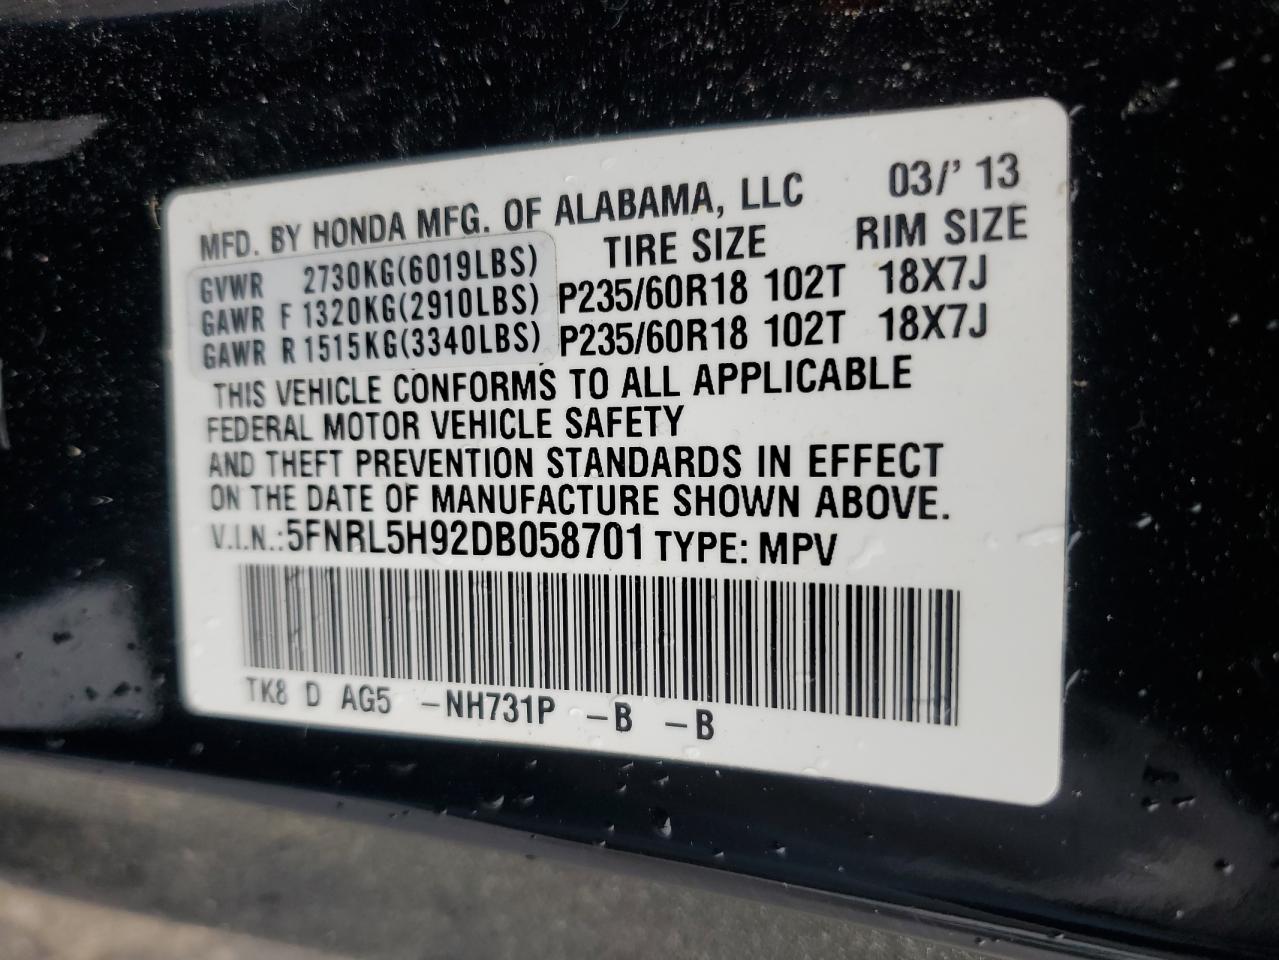 MFD. BY HONDA MFG. OF ALABAMA, LLC 03/' 13
TIRE SIZE RIM SIZE
GVWR 2730KG(6019LBS)
GAWR F 1320KG(2910LBS) P235/60R18 102T 18X7J
GAWR R 1515KG(3340LBS) P235/60R18 102T 18X7J
THIS VEHICLE CONFORMS TO ALL APPLICABLE
FEDERAL MOTOR VEHICLE SAFETY
AND THEFT PREVENTION STANDARDS IN EFFECT
ON THE DATE OF MANUFACTURE SHOWN ABOVE.
V.I.N.:5FNRL5H92DB058701 TYPE: MPV
TK8 D AG5 -NH731P -B -B